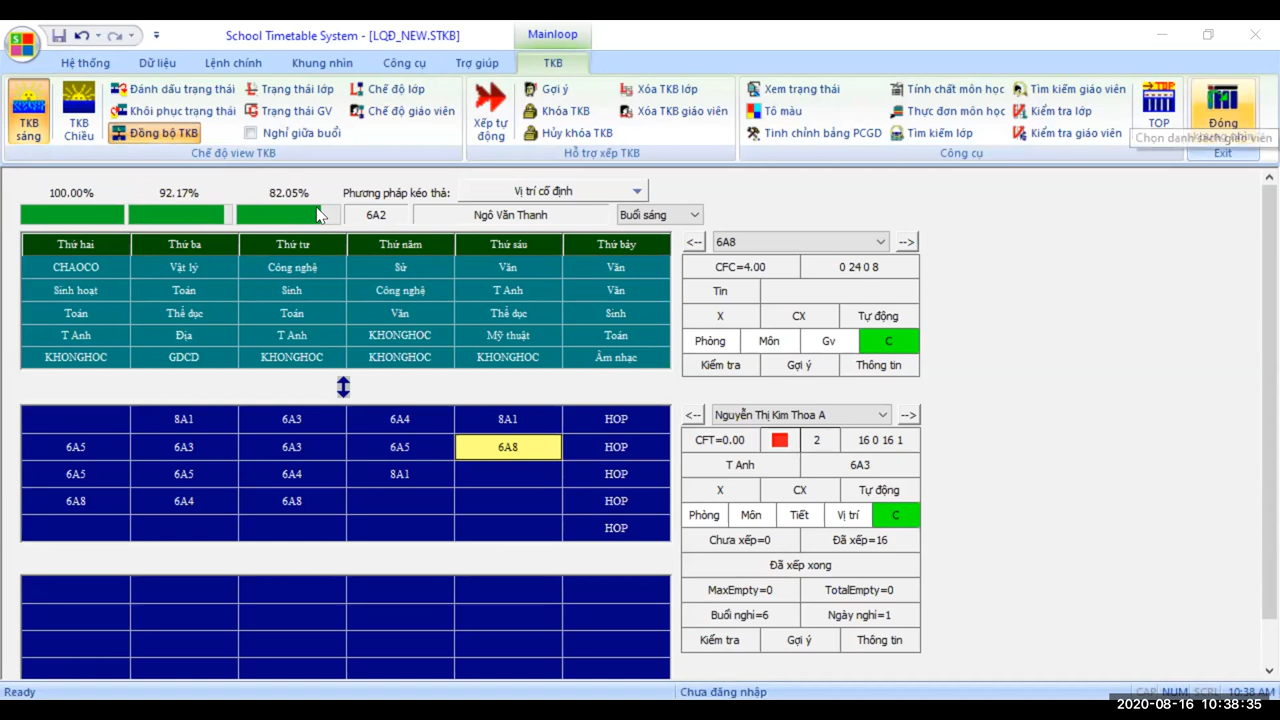 School Timetable System - [LQĐ_NEW.STKB]
Mainloop
Hệ thống Dữ liệu Lệnh chính Khung nhìn Công cụ Trợ giúp TKB
Đánh dấu trạng thái Trạng thái lớp Chế độ lớp Gợi ý Xóa TKB lớp Xem trạng thái Tính chất môn học Tìm kiếm giáo viên
Khôi phục trạng thái Trạng thái GV Chế độ giáo viên Khóa TKB Xóa TKB giáo viên Tô màu Thực đơn môn học Kiểm tra lớp
TKB sáng TKB Chiều Đồng bộ TKB Nghỉ giữa buổi Xếp tự động Hủy khóa TKB Tinh chỉnh bảng PCGD Tìm kiếm lớp Kiểm tra giáo viên TOP Đóng
Chọn danh sách giáo viên
Chế độ view TKB Hỗ trợ xếp TKB Công cụ Exit
100.00% 92.17% 82.05% Phương pháp kéo thả: Vị trí cố định
6A2 Ngô Văn Thanh Buổi sáng
Thứ hai Thứ ba Thứ tư Thứ năm Thứ sáu Thứ bảy
CHAOCO Vật lý Công nghệ Sử Văn Văn
Sinh hoạt Toán Sinh Công nghệ T Anh Văn
Toán Thể dục Toán Văn Thể dục Sinh
T Anh Địa T Anh KHONGHOC Mỹ thuật Toán
KHONGHOC GDCD KHONGHOC KHONGHOC KHONGHOC Âm nhạc
<-- 6A8 -->
CFC=4.00 0 24 0 8
Tin
X CX Tự động
Phòng Môn Gv C
Kiểm tra Gợi ý Thông tin
8A1 6A3 6A4 8A1 HOP
6A5 6A3 6A3 6A5 6A8 HOP
6A5 6A5 6A4 8A1 HOP
6A8 6A4 6A8 HOP
HOP
<-- Nguyễn Thị Kim Thoa A -->
CFT=0.00 2 16 0 16 1
T Anh 6A3
X CX Tự động
Phòng Môn Tiết Vị trí C
Chưa xếp=0 Đã xếp=16
Đã xếp xong
MaxEmpty=0 TotalEmpty=0
Buổi nghỉ=6 Ngày nghỉ=1
Kiểm tra Gợi ý Thông tin
Ready Chưa đăng nhập CAP NUM SCRL 10:38 AM
2020-08-16 10:38:35